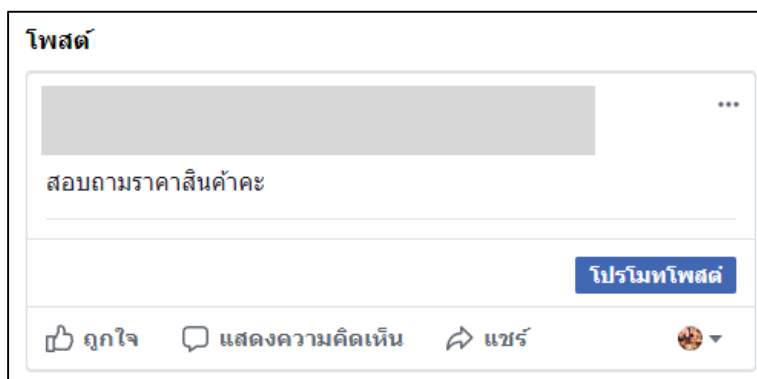 โพสต์
สอบถามราคาสินค้าคะ
โปรโมทโพสต์
ถูกใจ แสดงความคิดเห็น แชร์